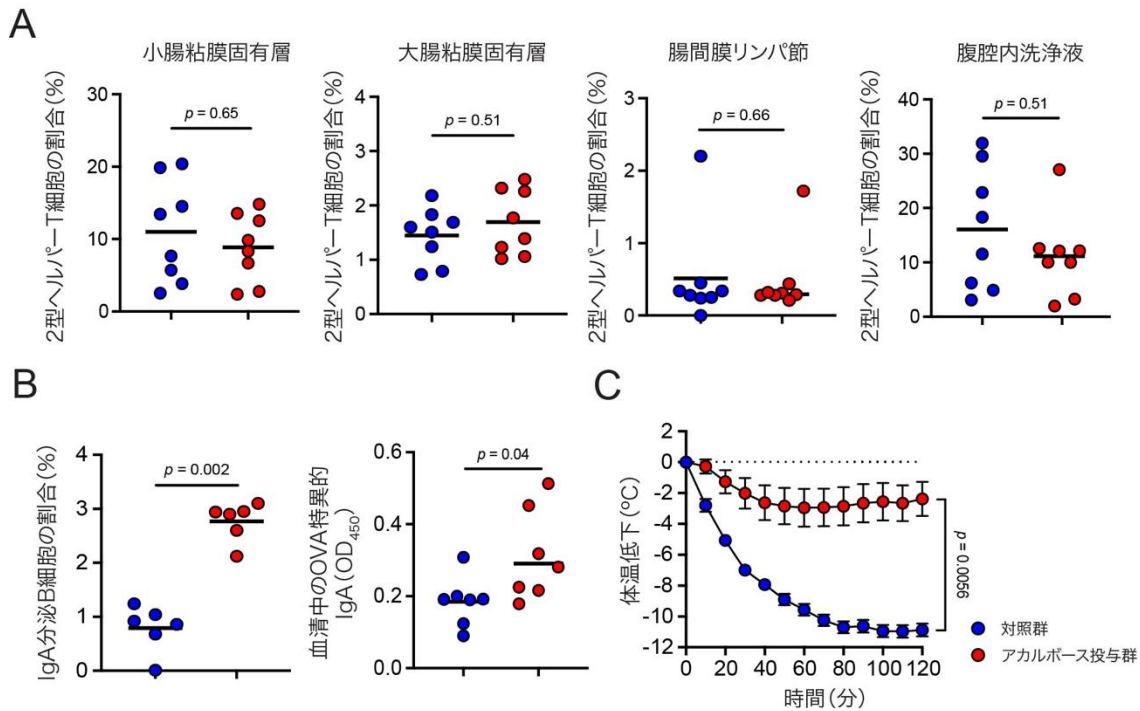 A
小腸粘膜固有層
2型ヘルパーT細胞の割合(%)
30
20
10
0
p = 0.65
大腸粘膜固有層
2型ヘルパーT細胞の割合(%)
4
3
2
1
0
p = 0.51
腸間膜リンパ節
2型ヘルパーT細胞の割合(%)
3
2
1
0
p = 0.66
腹腔内洗浄液
2型ヘルパーT細胞の割合(%)
40
30
20
10
0
p = 0.51
B
IgA分泌B細胞の割合(%)
4
3
2
1
0
p = 0.002
血清中のOVA特異的
IgA(OD450)
0.6
0.4
0.2
0.0
p = 0.04
C
体温低下(℃)
2
0
-2
-4
-6
-8
-10
-12
0 20 40 60 80 100 120
時間(分)
p = 0.0056
対照群
アカルボース投与群